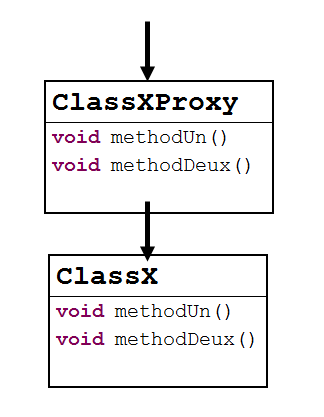 ClassXProxy
void methodUn()
void methodDeux()
ClassX
void methodUn()
void methodDeux()